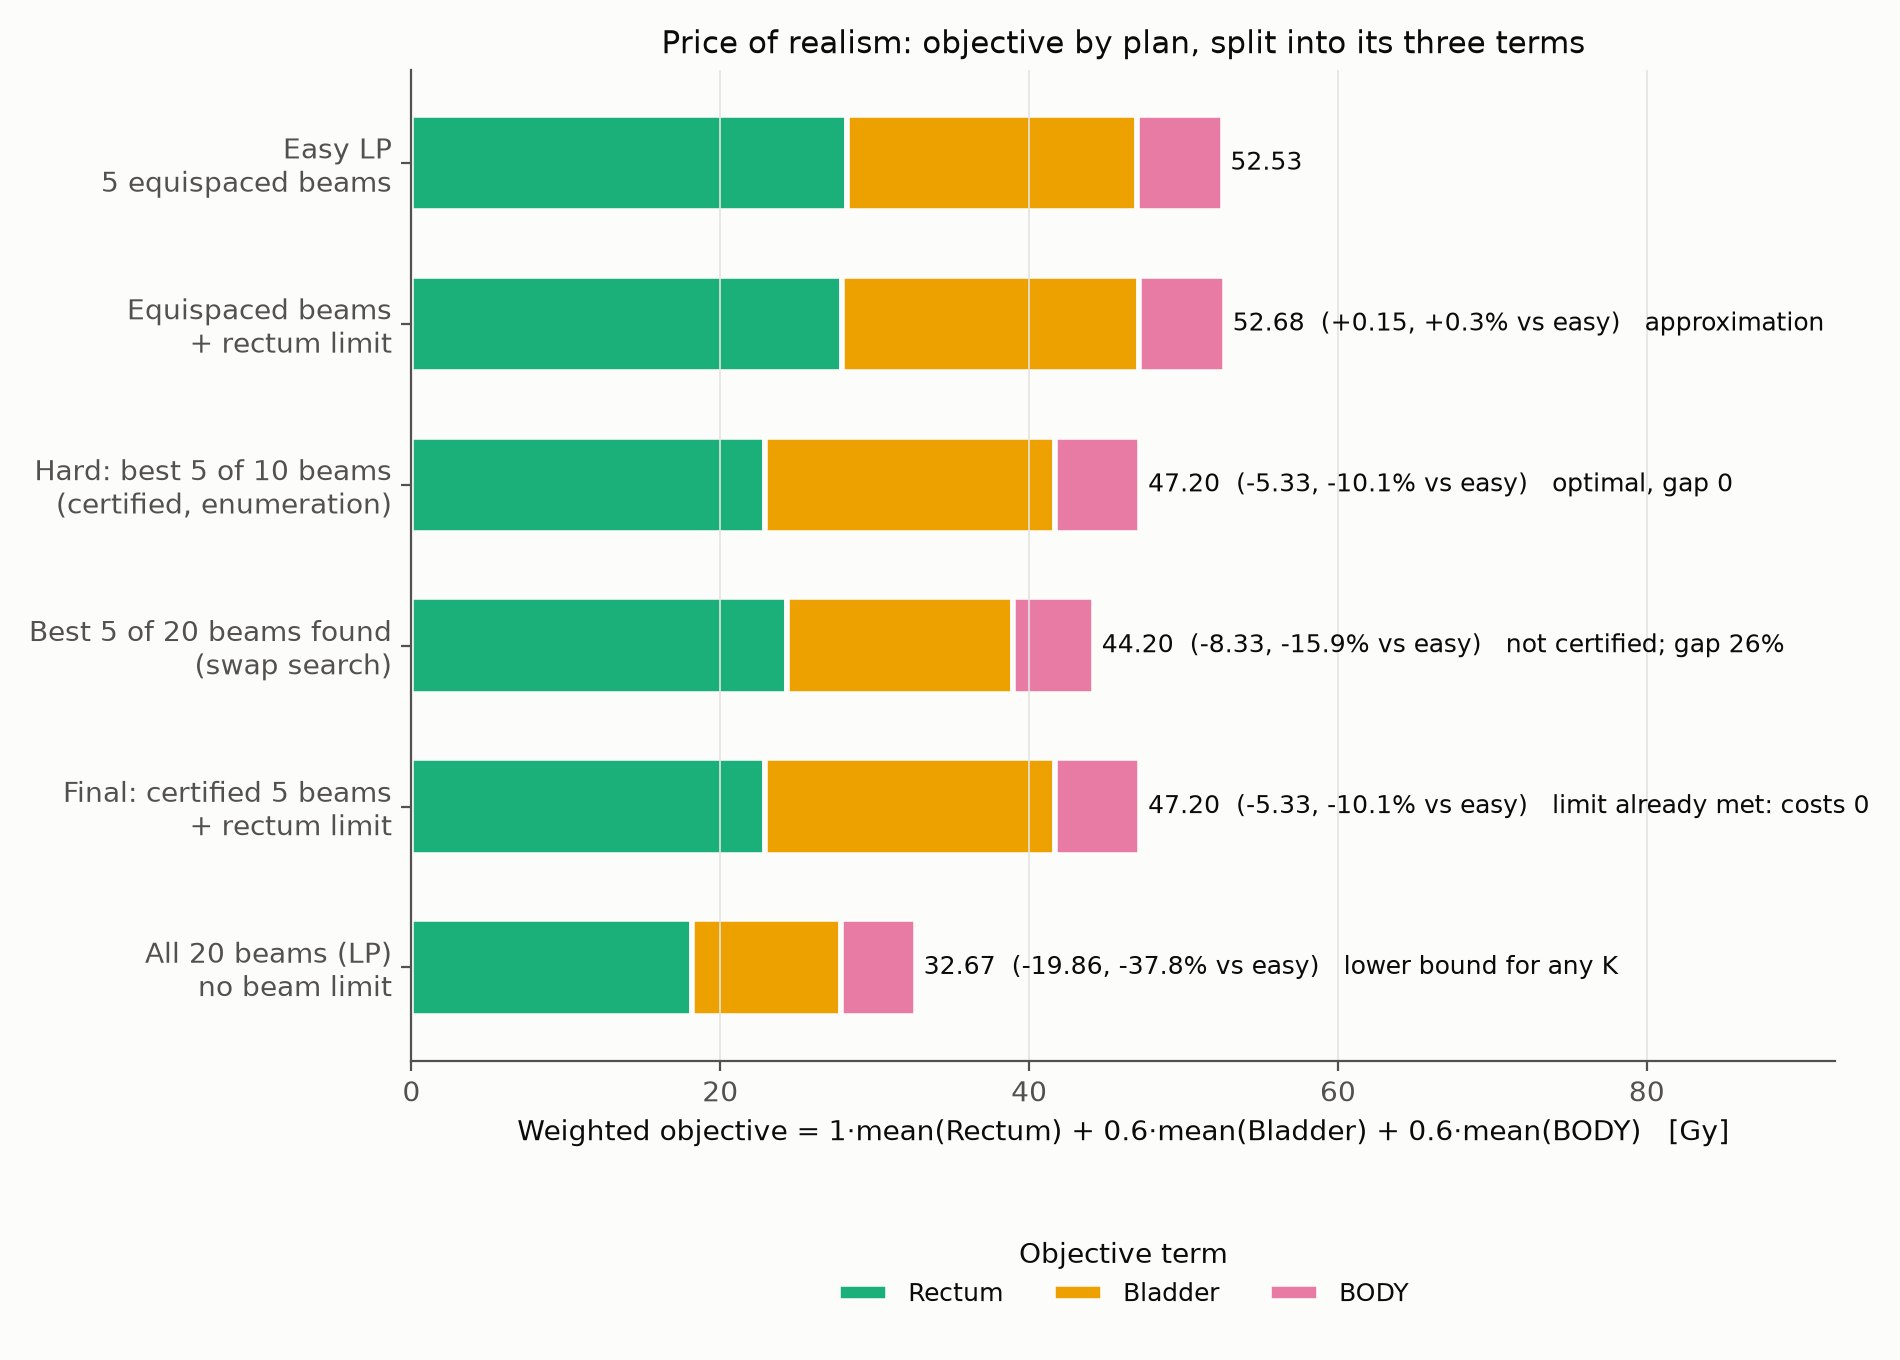 Price of realism: objective by plan, split into its three terms
Easy LP
5 equispaced beams
52.53
Equispaced beams
+ rectum limit
52.68  (+0.15, +0.3% vs easy)   approximation
Hard: best 5 of 10 beams
(certified, enumeration)
47.20  (-5.33, -10.1% vs easy)   optimal, gap 0
Best 5 of 20 beams found
(swap search)
44.20  (-8.33, -15.9% vs easy)   not certified; gap 26%
Final: certified 5 beams
+ rectum limit
47.20  (-5.33, -10.1% vs easy)   limit already met: costs 0
All 20 beams (LP)
no beam limit
32.67  (-19.86, -37.8% vs easy)   lower bound for any K
0 20 40 60 80
Weighted objective = 1·mean(Rectum) + 0.6·mean(Bladder) + 0.6·mean(BODY)   [Gy]
Objective term
Rectum Bladder BODY